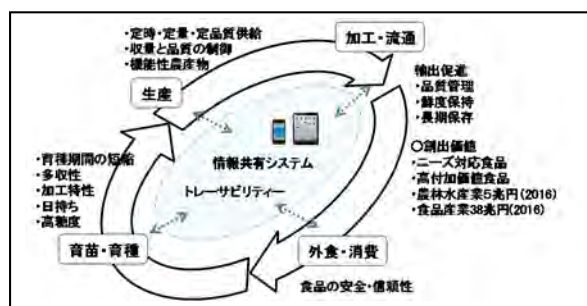 ・定時・定量・定品質供給
・収量と品質の制御
・機能性農産物
加工・流通
生産
輸出促進
・品質管理
・鮮度保持
・長期保存
情報共有システム
トレーサビリティー
・育種期間の短縮
・多収性
・加工特性
・日持ち
・高糖度
〇創出価値
・ニーズ対応食品
・高付加価値食品
・農林水産業5兆円(2016)
・食品産業38兆円(2016)
育苗・育種
外食・消費
食品の安全・信頼性